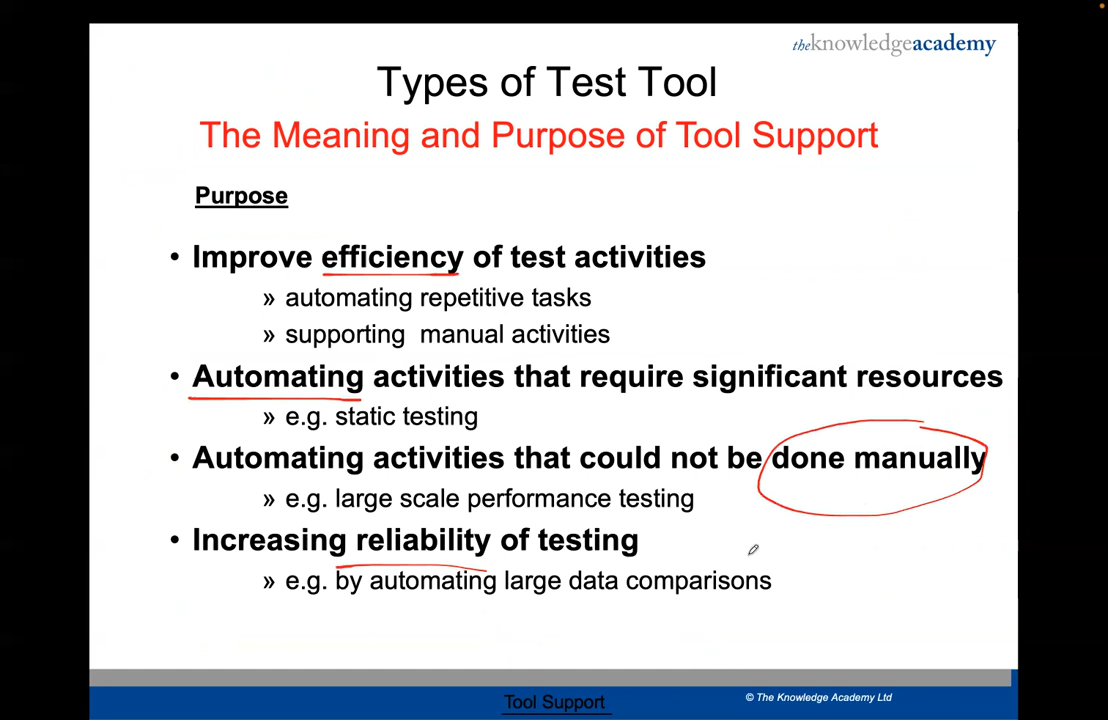 theknowledgeacademy
Types of Test Tool
The Meaning and Purpose of Tool Support
Purpose
• Improve efficiency of test activities
» automating repetitive tasks
» supporting manual activities
• Automating activities that require significant resources
» e.g. static testing
• Automating activities that could not be done manually
» e.g. large scale performance testing
• Increasing reliability of testing
» e.g. by automating large data comparisons
Tool Support
© The Knowledge Academy Ltd